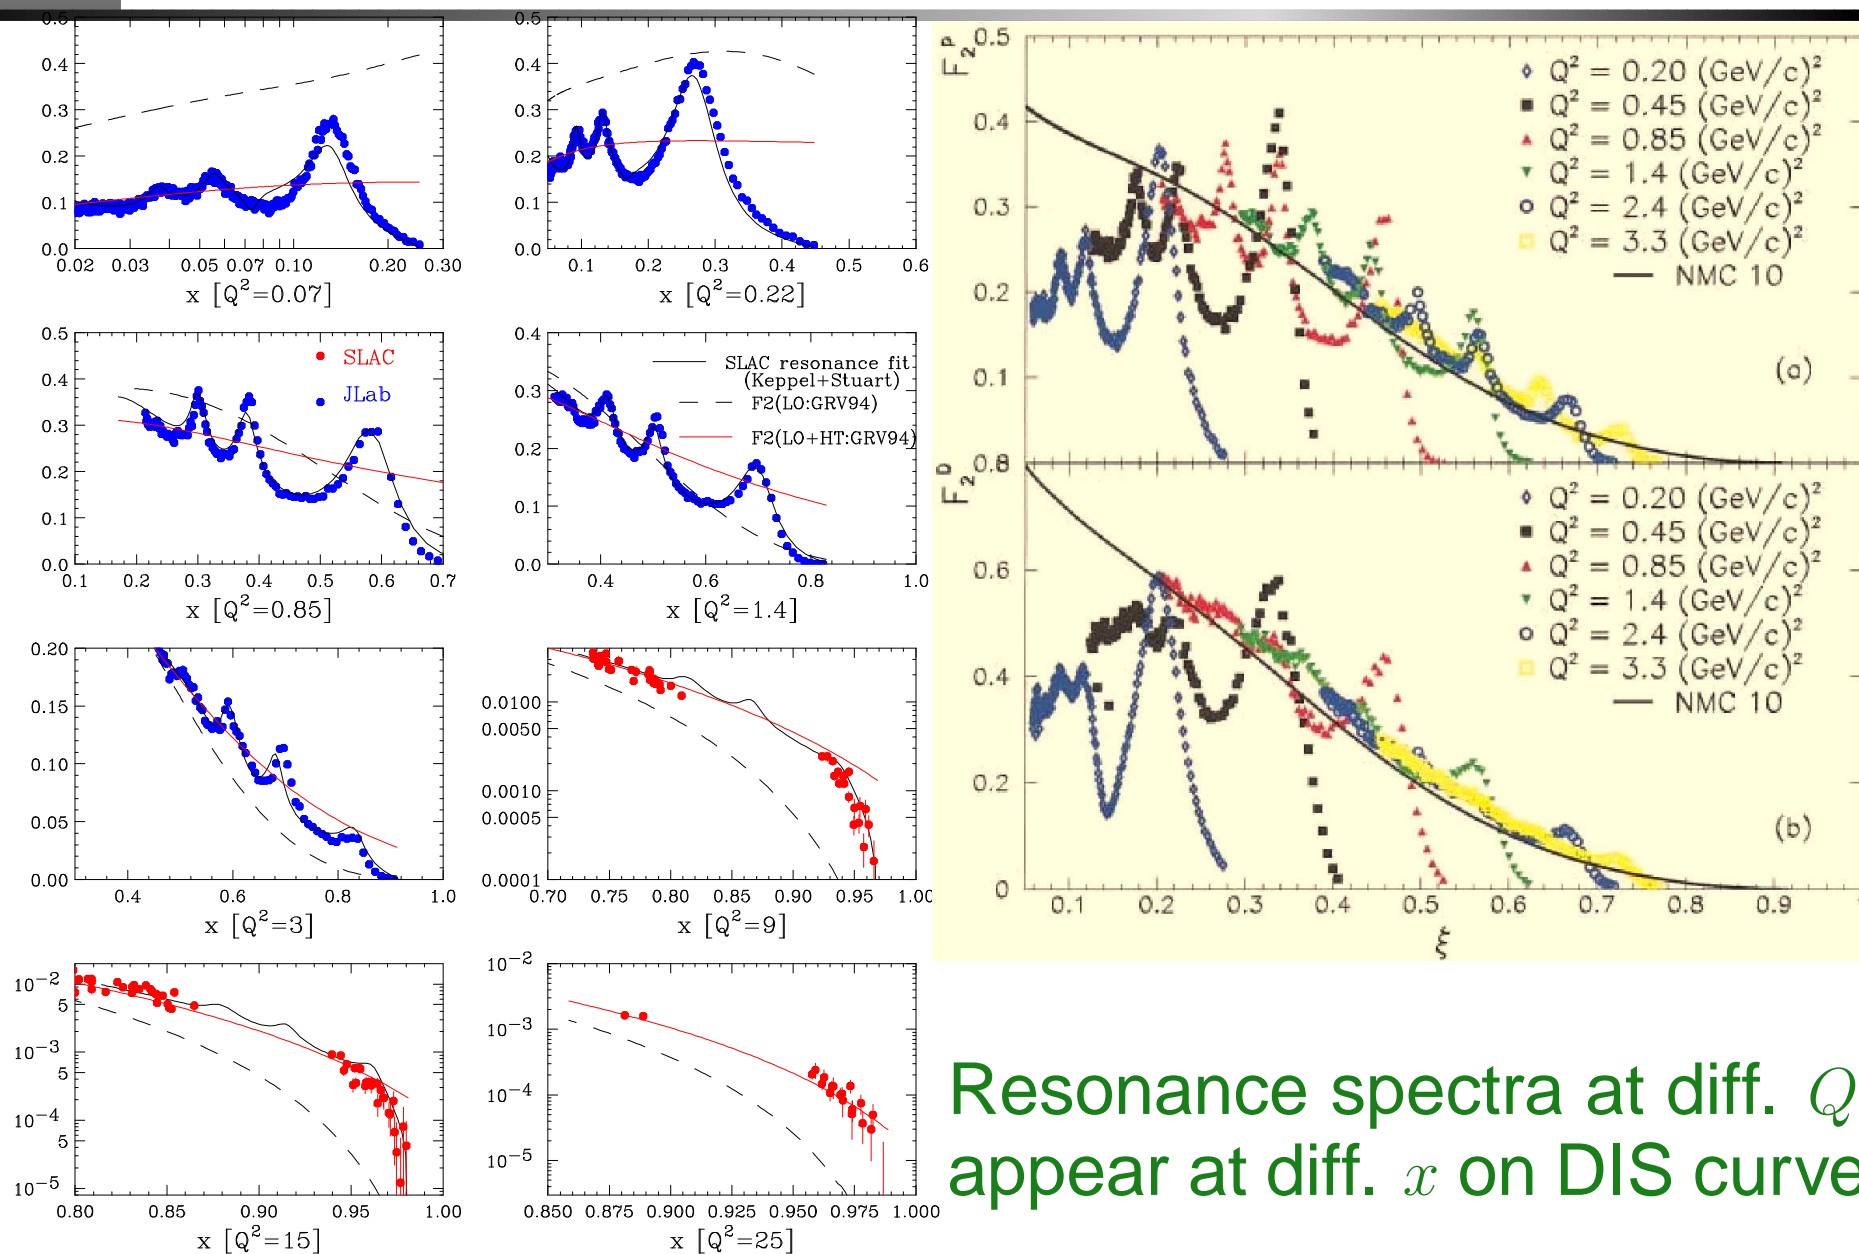 0.5
0.4
0.3
0.2
0.1
0.0
0.02 0.03 0.05 0.07 0.10 0.20 0.30
x [Q²=0.07]
0.5
0.4
0.3
0.2
0.1
0.0
0.1 0.2 0.3 0.4 0.5 0.6
x [Q²=0.22]
0.5
0.4
0.3
0.2
0.1
0.0
SLAC
JLab
0.1 0.2 0.3 0.4 0.5 0.6 0.7
x [Q²=0.85]
0.4
0.3
0.2
0.1
0.0
SLAC resonance fit
(Keppel+Stuart)
F2(LO:GRV94)
F2(LO+HT:GRV94)
0.4 0.6 0.8 1.0
x [Q²=1.4]
0.20
0.15
0.10
0.05
0.00
0.4 0.6 0.8 1.0
x [Q²=3]
0.0100
0.0050
0.0010
0.0005
0.0001
0.70 0.75 0.80 0.85 0.90 0.95 1.00
x [Q²=9]
10⁻²
5
10⁻³
5
10⁻⁴
5
10⁻⁵
0.80 0.85 0.90 0.95 1.00
x [Q²=15]
10⁻²
10⁻³
10⁻⁴
10⁻⁵
0.850 0.875 0.900 0.925 0.950 0.975 1.000
x [Q²=25]
F₂ᵖ
0.5
0.4
0.3
0.2
0.1
Q² = 0.20 (GeV/c)²
Q² = 0.45 (GeV/c)²
Q² = 0.85 (GeV/c)²
Q² = 1.4 (GeV/c)²
Q² = 2.4 (GeV/c)²
Q² = 3.3 (GeV/c)²
NMC 10
(a)
F₂ᴰ
0.8
0.6
0.4
0.2
0
Q² = 0.20 (GeV/c)²
Q² = 0.45 (GeV/c)²
Q² = 0.85 (GeV/c)²
Q² = 1.4 (GeV/c)²
Q² = 2.4 (GeV/c)²
Q² = 3.3 (GeV/c)²
NMC 10
(b)
0.1 0.2 0.3 0.4 0.5 0.6 0.7 0.8 0.9
ξ
Resonance spectra at diff. Q
appear at diff. x on DIS curve